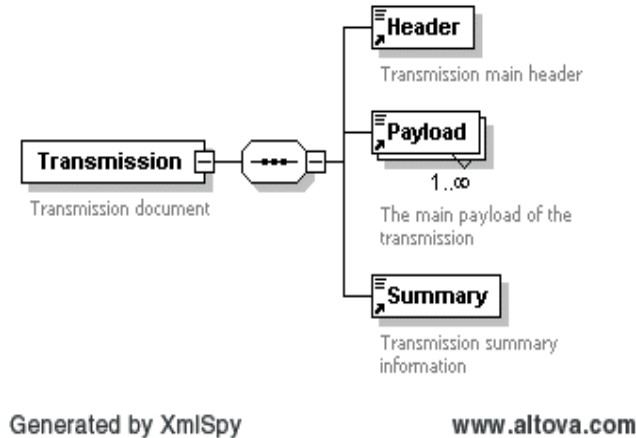 Header
Transmission main header
Payload
1..∞
The main payload of the
transmission
Transmission
Transmission document
Summary
Transmission summary
information
Generated by XmlSpy
www.altova.com